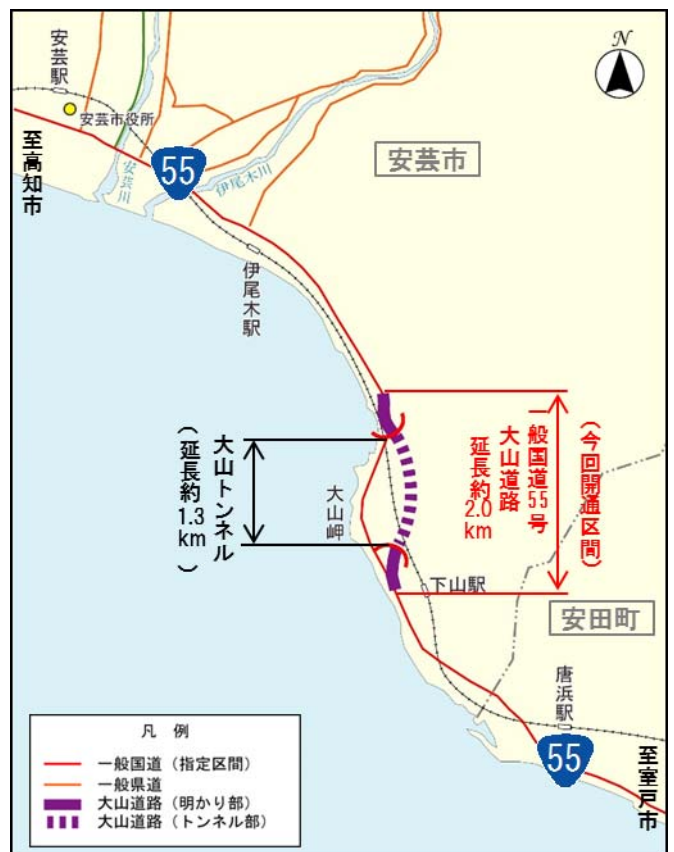 N
安芸駅
安芸市役所
至高知市
55
安芸川
伊尾木川
安芸市
伊尾木駅
大山トンネル
(延長約1.3km)
大山岬
(今回開通区間)
一般国道55号
大山道路
延長約2.0km
下山駅
安田町
唐浜駅
55
至室戸市
凡 例
一般国道(指定区間)
一般県道
大山道路(明かり部)
大山道路(トンネル部)